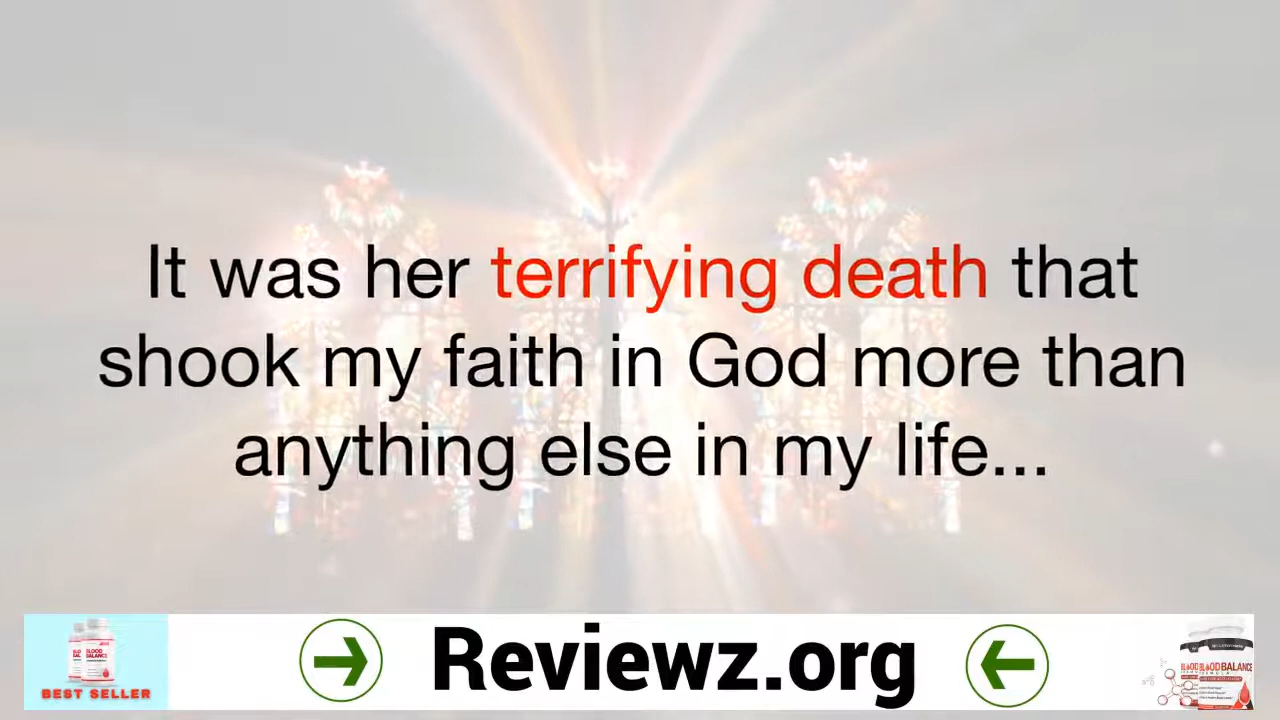 It was her terrifying death that
shook my faith in God more than
anything else in my life...
Reviewz.org
BEST SELLER
BLOOD
BALANCE
BLOODBALANCE